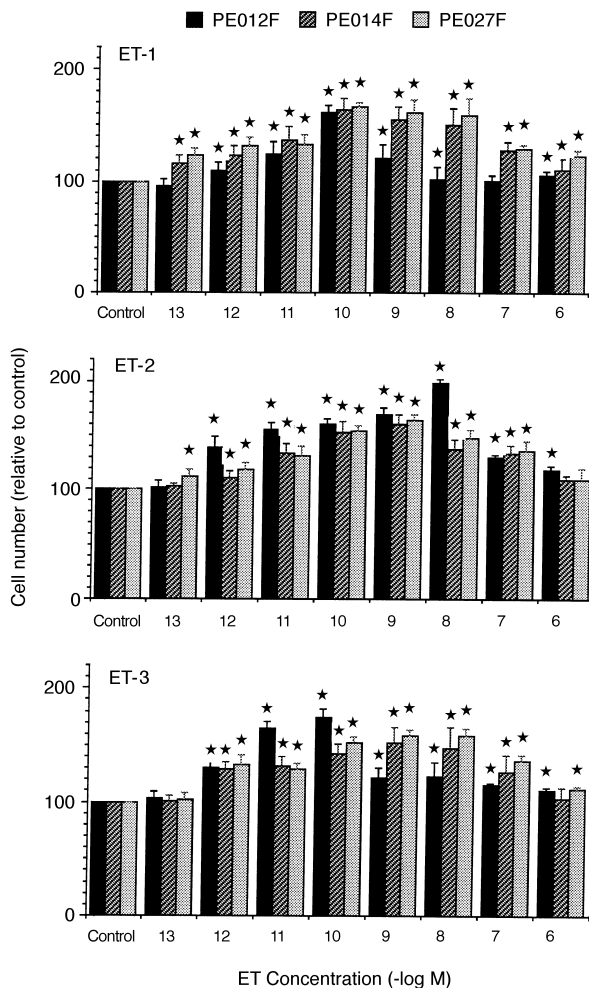 PE012F PE014F PE027F
ET-1
200
100
0
Control 13 12 11 10 9 8 7 6
ET-2
200
100
0
Control 13 12 11 10 9 8 7 6
ET-3
200
100
0
Control 13 12 11 10 9 8 7 6
Cell number (relative to control)
ET Concentration (-log M)